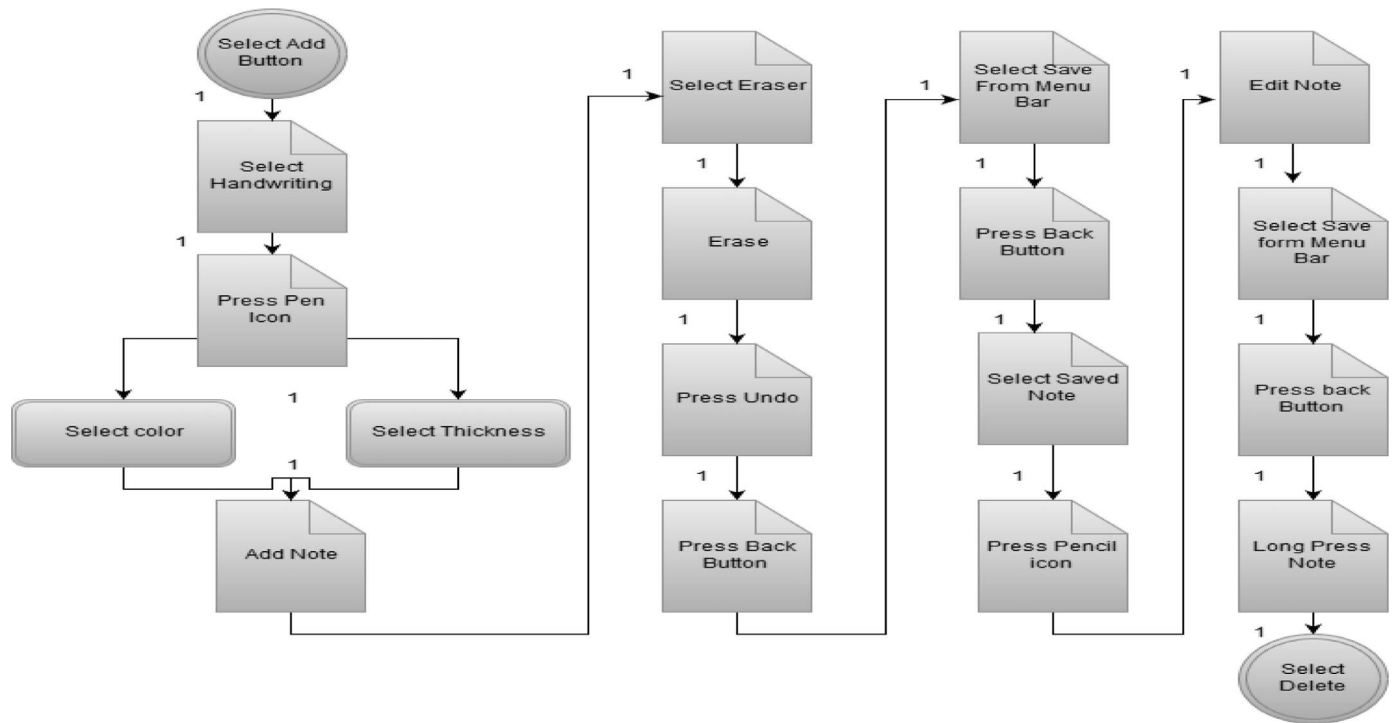 Select Add
Button
1
Select
Handwriting
1
Press Pen
Icon
1
Select color
Select Thickness
1
Add Note
1
Select Eraser
1
Erase
1
Press Undo
1
Press Back
Button
1
Select Save
From Menu
Bar
1
Press Back
Button
1
Select Saved
Note
1
Press Pencil
icon
1
Edit Note
1
Select Save
form Menu
Bar
1
Press back
Button
1
Long Press
Note
1
Select
Delete